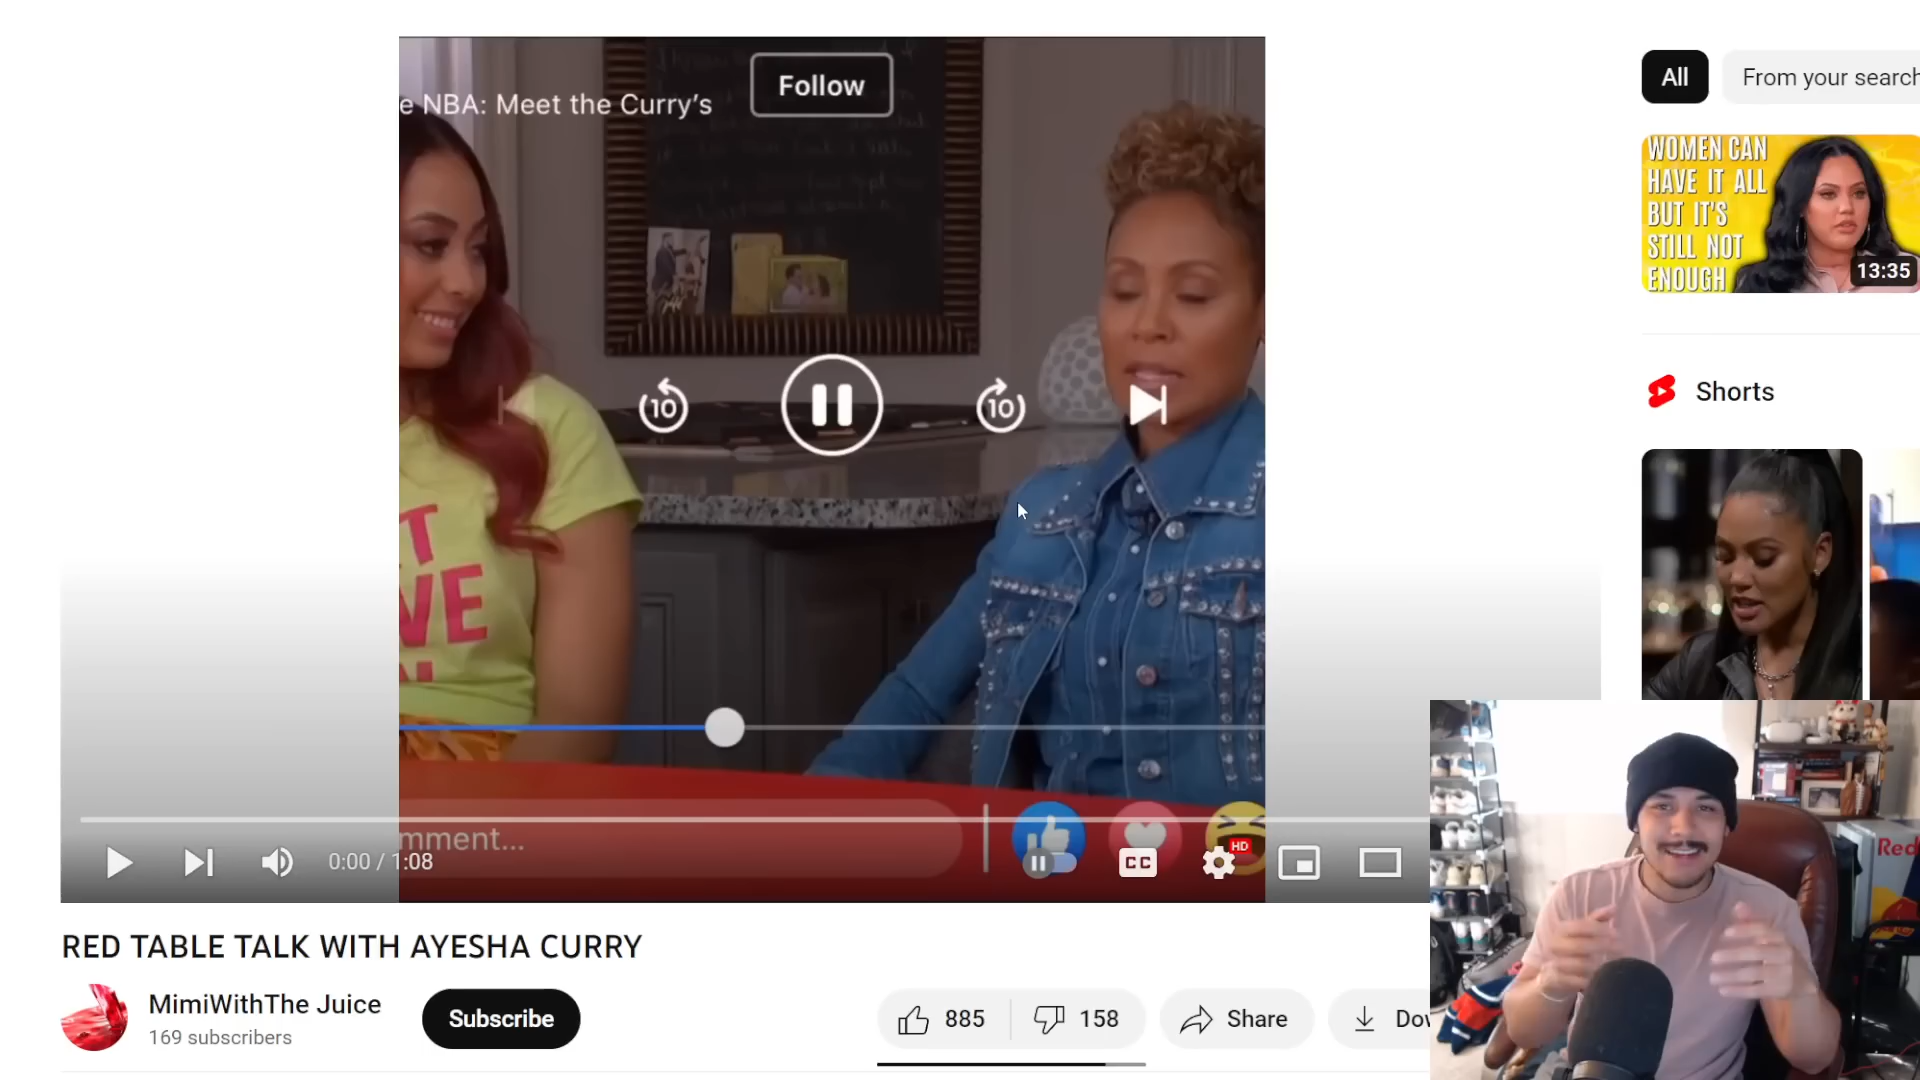 Follow
e NBA: Meet the Curry's
10
10
T
VE
mment...
0:00 / 1:08
CC
HD
RED TABLE TALK WITH AYESHA CURRY
MimiWithThe Juice
169 subscribers
Subscribe
885
158
Share
Dov
All
From your search
WOMEN CAN
HAVE IT ALL
BUT IT'S
STILL NOT
ENOUGH
13:35
Shorts
Red